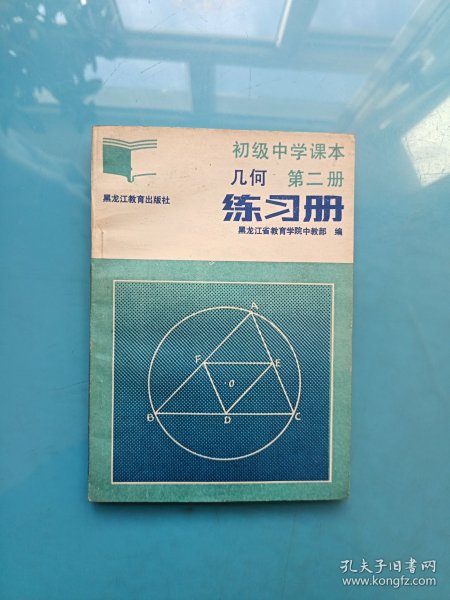 初级中学课本
几何 第二册
黑龙江教育出版社
练习册
黑龙江省教育学院中教部 编
A
F
E
O
B
D
C
孔夫子旧书网
www.kongfz.com